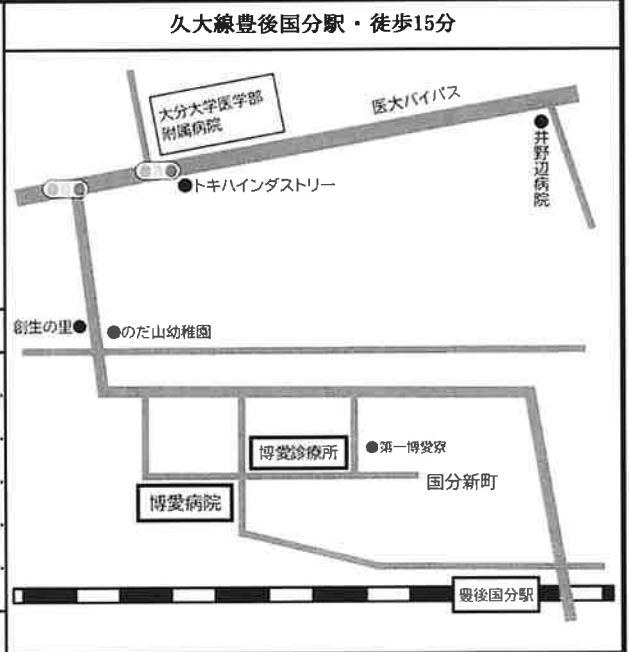 久大線豊後国分駅・徒歩15分
大分大学医学部
附属病院
医大バイパス
井野辺病院
●トキハインダストリー
創生の里●
●のだ山幼稚園
博愛診療所
●第一博愛寮
国分新町
博愛病院
豊後国分駅